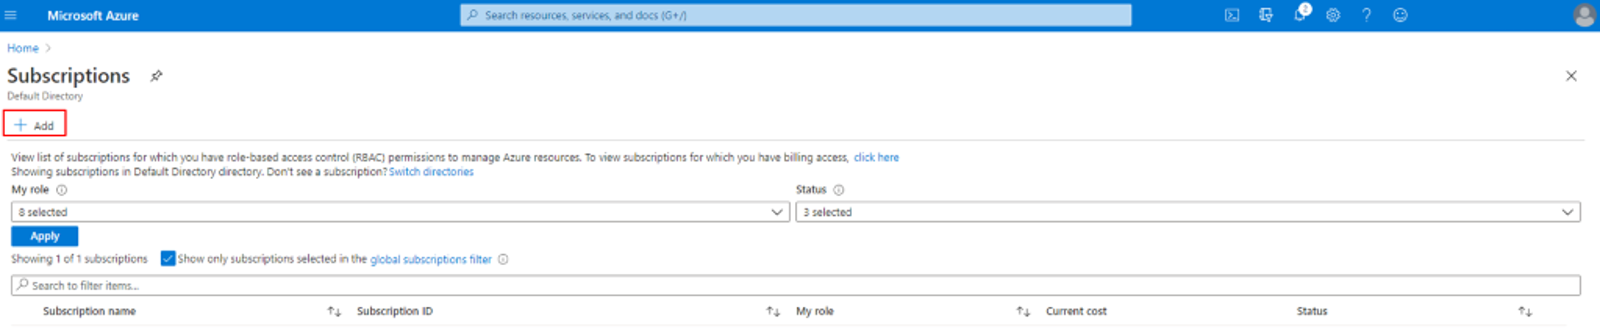 Microsoft Azure
Search resources, services, and docs (G+/)
2
Home
Subscriptions
Default Directory
Add
View list of subscriptions for which you have role-based access control (RBAC) permissions to manage Azure resources. To view subscriptions for which you have billing access, click here
Showing subscriptions in Default Directory directory. Don't see a subscription? Switch directories
My role Status
8 selected 3 selected
Apply
Showing 1 of 1 subscriptions Show only subscriptions selected in the global subscriptions filter
Search to filter items...
Subscription name Subscription ID My role Current cost Status